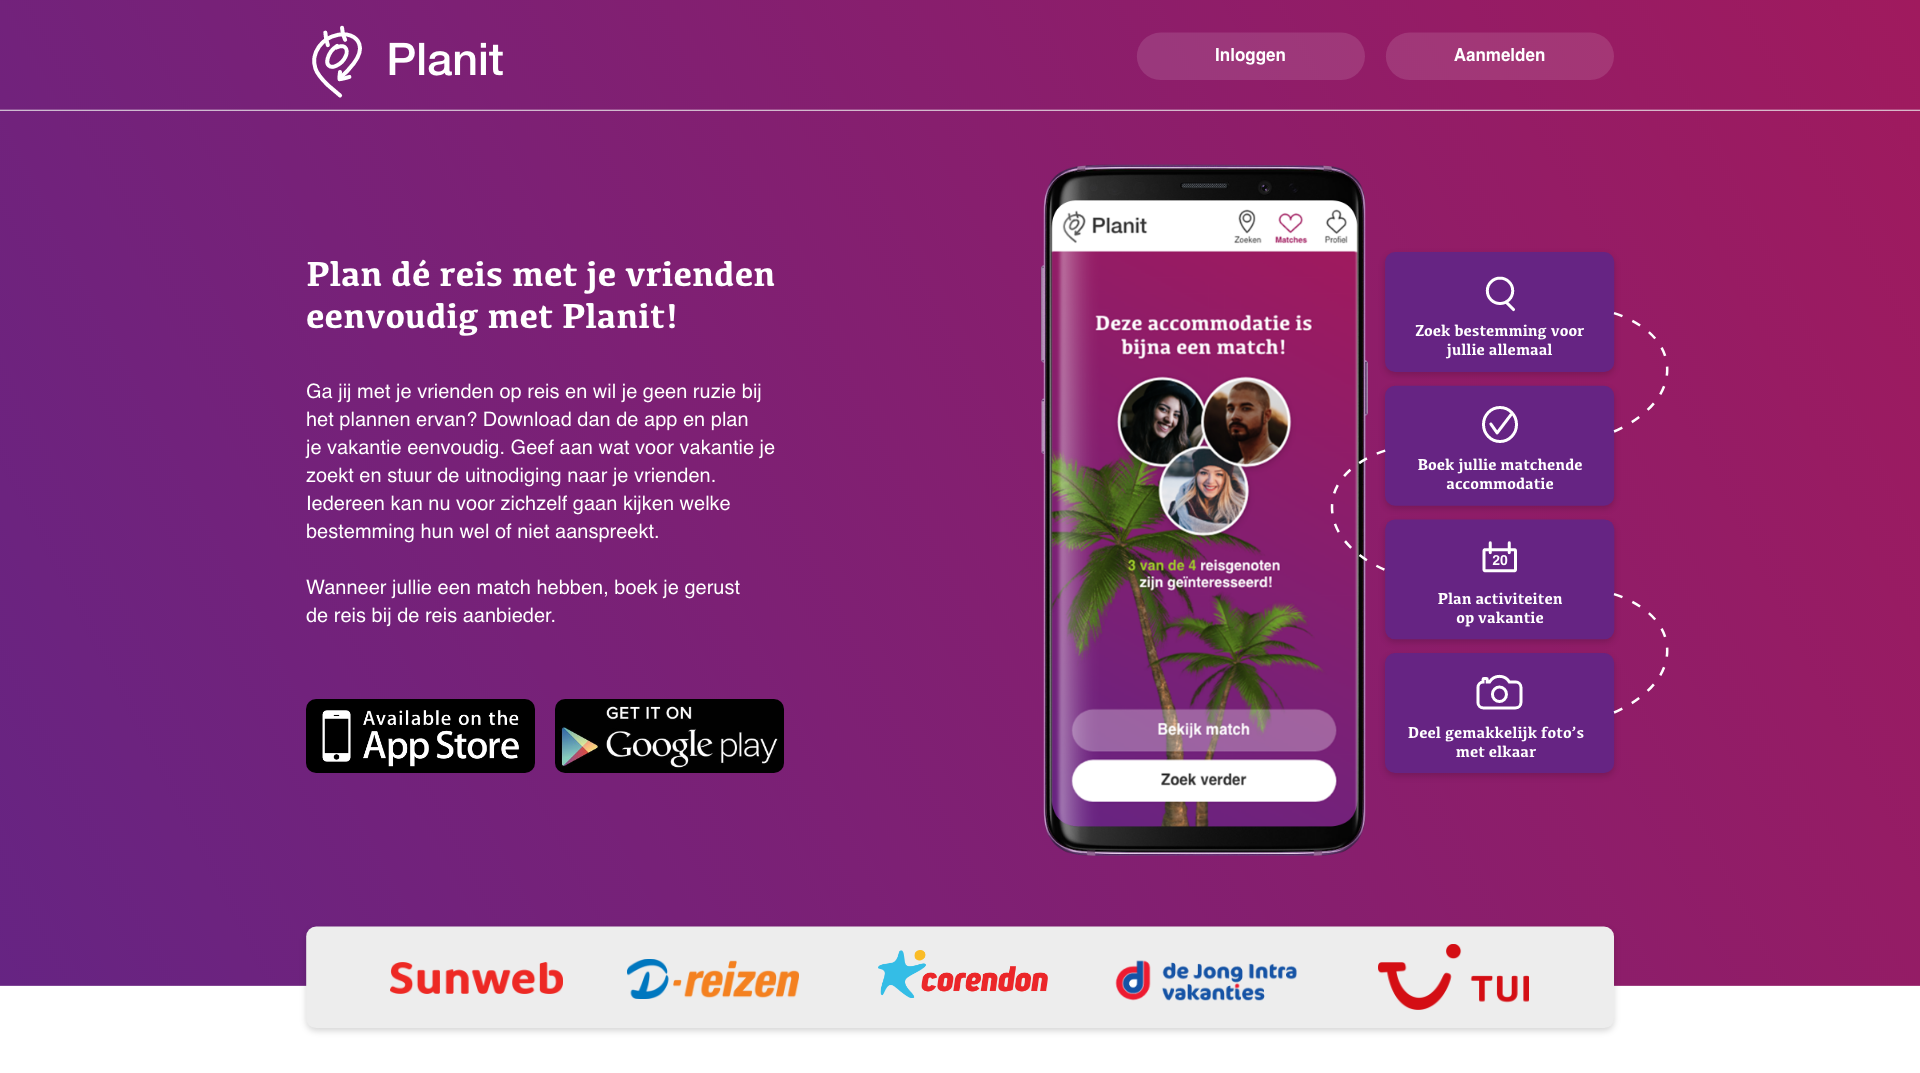 Planit
Inloggen
Aanmelden
Plan dé reis met je vrienden
eenvoudig met Planit!
Ga jij met je vrienden op reis en wil je geen ruzie bij
het plannen ervan? Download dan de app en plan
je vakantie eenvoudig. Geef aan wat voor vakantie je
zoekt en stuur de uitnodiging naar je vrienden.
Iedereen kan nu voor zichzelf gaan kijken welke
bestemming hun wel of niet aanspreekt.
Wanneer jullie een match hebben, boek je gerust
de reis bij de reis aanbieder.
Available on the
App Store
GET IT ON
Google play
Planit
Zoeken
Matches
Profiel
Deze accommodatie is
bijna een match!
3 van de 4 reisgenoten
zijn geïnteresseerd!
Bekijk match
Zoek verder
Zoek bestemming voor
jullie allemaal
Boek jullie matchende
accommodatie
20
Plan activiteiten
op vakantie
Deel gemakkelijk foto's
met elkaar
Sunweb
D-reizen
corendon
de Jong Intra
vakanties
TUI